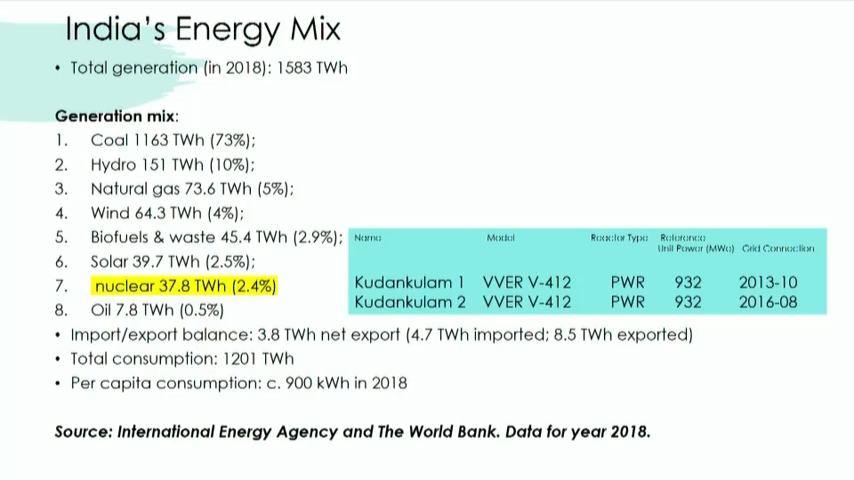 India's Energy Mix
• Total generation (in 2018): 1583 TWh
Generation mix:
1. Coal 1163 TWh (73%);
2. Hydro 151 TWh (10%);
3. Natural gas 73.6 TWh (5%);
4. Wind 64.3 TWh (4%);
5. Biofuels & waste 45.4 TWh (2.9%);
6. Solar 39.7 TWh (2.5%);
7. nuclear 37.8 TWh (2.4%)
8. Oil 7.8 TWh (0.5%)
Name Model Reactor Type Reference Unit Power (MWe) Grid Connection
Kudankulam 1 VVER V-412 PWR 932 2013-10
Kudankulam 2 VVER V-412 PWR 932 2016-08
• Import/export balance: 3.8 TWh net export (4.7 TWh imported; 8.5 TWh exported)
• Total consumption: 1201 TWh
• Per capita consumption: c. 900 kWh in 2018
Source: International Energy Agency and The World Bank. Data for year 2018.